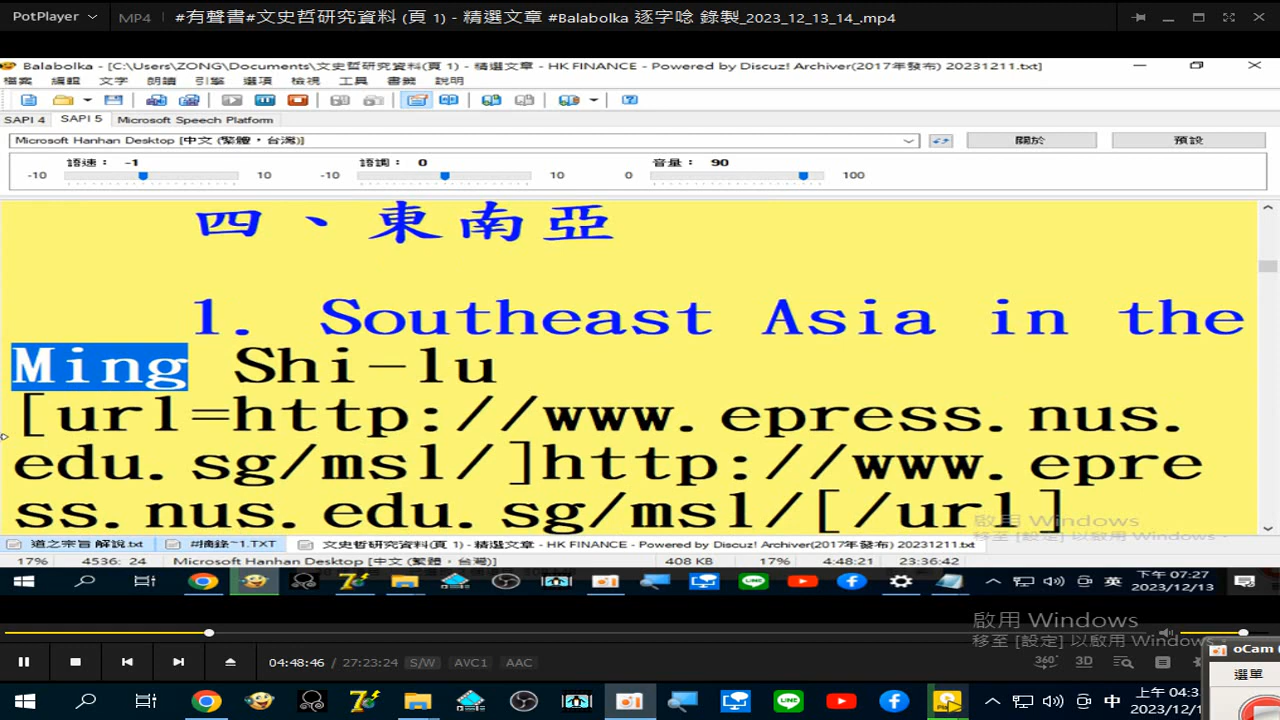 PotPlayer MP4 #有聲書#文史哲研究資料 (頁 1) - 精選文章 #Balabolka 逐字唸 錄製_2023_12_13_14_.mp4
Balabolka - [C:\Users\ZONG\Documents\文史哲研究資料(頁 1) - 精選文章 - HK FINANCE - Powered by Discuz! Archiver(2017年發布) 20231211.txt]
檔案 編輯 文字 朗讀 引擎 選項 檢視 工具 書籤 說明
SAPI 4 SAPI 5 Microsoft Speech Platform
Microsoft Hanhan Desktop [中文 (繁體，台灣)] 關於 預設
語速： -1 語調： 0 音量： 90
-10 10 -10 10 0 100
四、東南亞
1. Southeast Asia in the
Ming Shi-lu
[url=http://www.epress.nus.
edu.sg/msl/]http://www.epre
ss.nus.edu.sg/msl/[/url]
啟用 Windows
移至 [設定] 以啟用 Windows。
道之宗旨 解說.txt #摘錄~1.TXT 文史哲研究資料(頁 1) - 精選文章 - HK FINANCE - Powered by Discuz! Archiver(2017年發布) 20231211.txt
17% 4536: 24 Microsoft Hanhan Desktop [中文 (繁體，台灣)] 408 KB 17% 4:48:21 23:36:42
英 下午 07:27
2023/12/13
啟用 Windows
移至 [設定] 以啟用 Windows。
04:48:46 / 27:23:24 S/W AVC1 AAC 360° 3D
oCam
選單
中 上午 04:3
2023/12/1